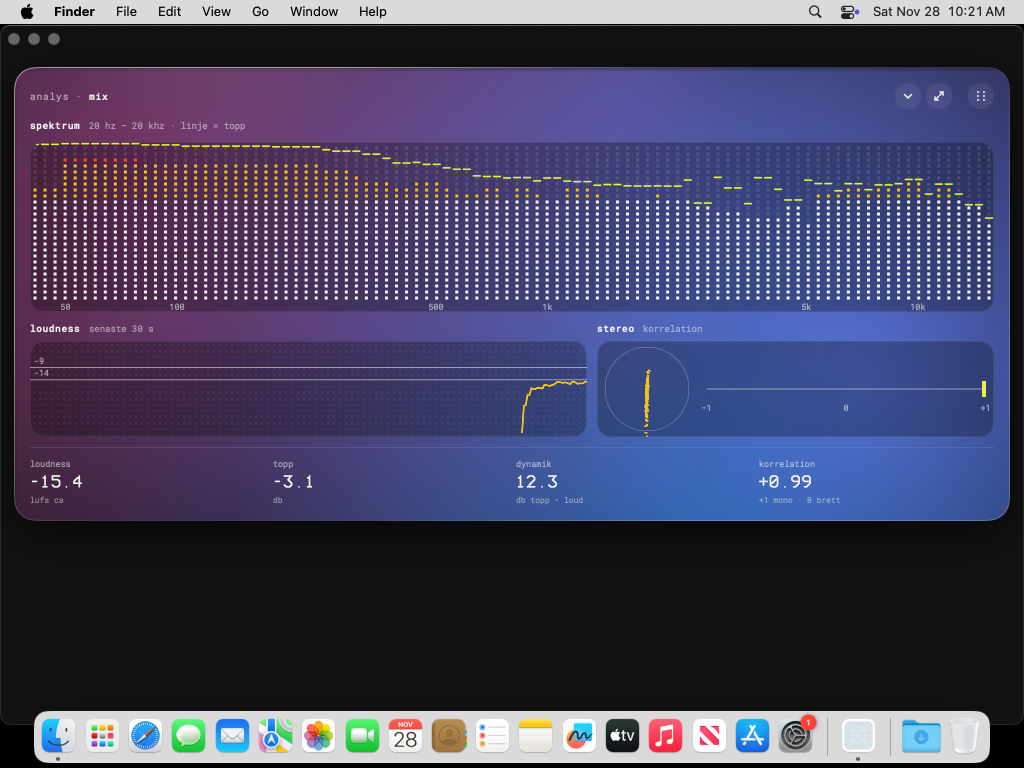 Finder File Edit View Go Window Help Sat Nov 28 10:21 AM
analys · mix
spektrum 20 hz – 20 khz · linje = topp
50 100 500 1k 5k 10k
loudness senaste 30 s
stereo korrelation
-9
-14
-1 0 +1
loudness topp dynamik korrelation
-15.4 -3.1 12.3 +0.99
lufs ca db db topp – loud +1 mono · 0 brett
NOV
28
tv
1